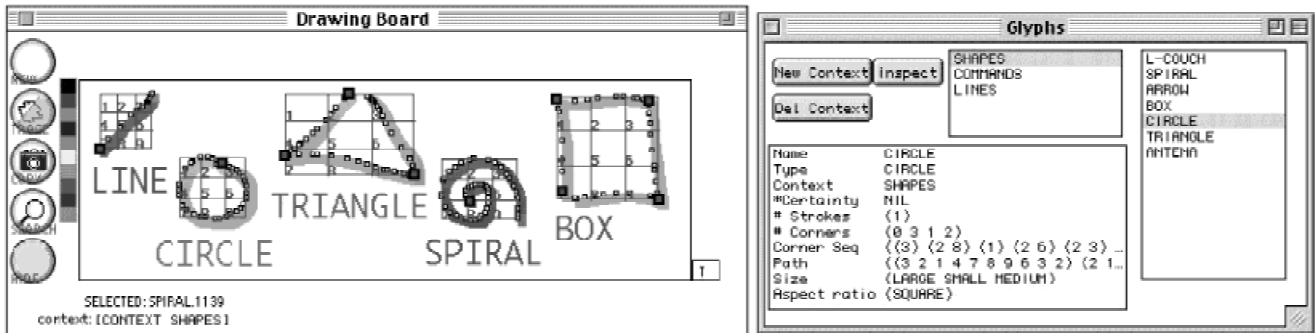 Drawing Board
LINE
CIRCLE
TRIANGLE
SPIRAL
BOX
SEARCH
SELECTED: SPIRAL.1139
context: [CONTEXT SHAPES]
Glyphs
New Context inspect
Del Context
SHAPES
COMMANDS
LINES
L-COUCH
SPIRAL
ARROW
BOX
CIRCLE
TRIANGLE
ANTENA
Name CIRCLE
Type CIRCLE
Context SHAPES
*Certainty NIL
# Strokes (1)
# Corners (0 3 1 2)
Corner Seq ((3) (2 8) (1) (2 6) (2 3) ...
Path ((3 2 1 4 7 8 9 6 3 2) (2 1...
Size (LARGE SMALL MEDIUM)
Aspect ratio (SQUARE)